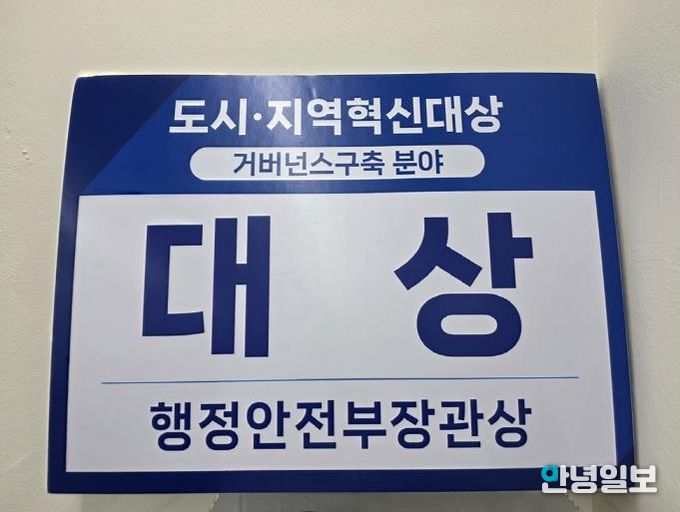 도시·지역혁신대상
거버넌스구축 분야
대 상
행정안전부장관상
안녕일보